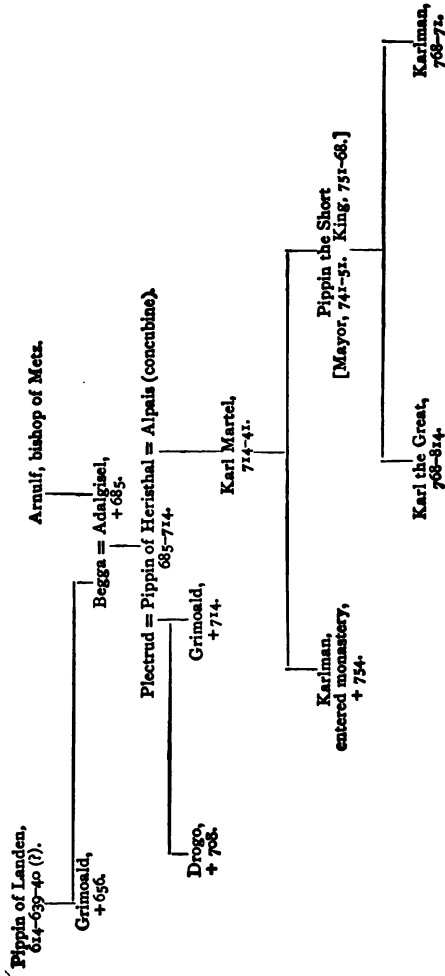 Pippin of Landen,
614-639-40 (?).
Arnulf, bishop of Metz.
Grimoald,
+656.
Begga = Adalgisel,
+685.
Plectrud = Pippin of Heristhal = Alpais (concubine).
685-714.
Drogo,
+ 708.
Grimoald,
+714.
Karl Martel,
714-41.
Karlman,
entered monastery,
+ 754.
Pippin the Short
[Mayor, 741-51. King, 751-68.]
Karl the Great,
768-814.
Karlman,
768-71.